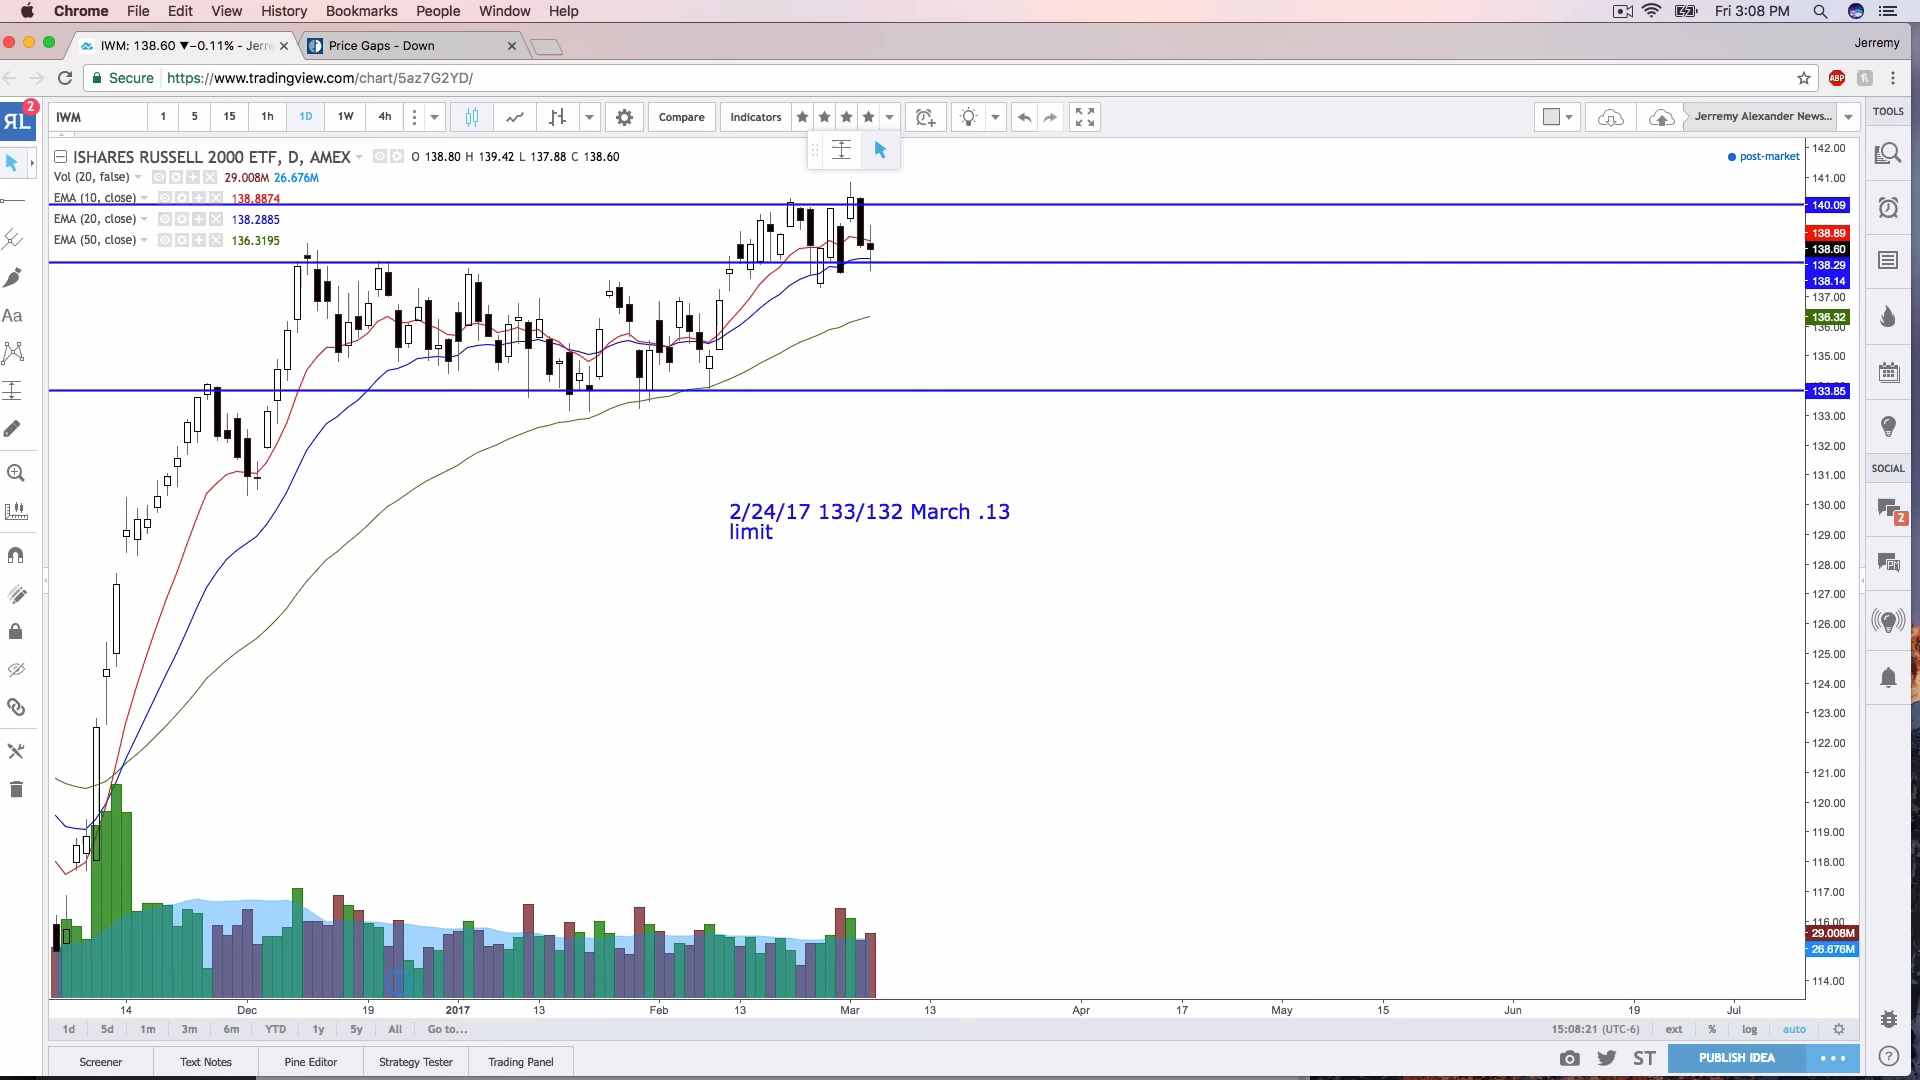 Chrome File Edit View History Bookmarks People Window Help Fri 3:08 PM
IWM: 138.60 ▼−0.11% - Jerre Price Gaps - Down Jerremy
Secure https://www.tradingview.com/chart/5az7G2YD/ ABP
2 IWM 1 5 15 1h 1D 1W 4h Compare Indicators Jerremy Alexander News... TOOLS
ISHARES RUSSELL 2000 ETF, D, AMEX O 138.80 H 139.42 L 137.88 C 138.60 post-market
Vol (20, false) 29.008M 26.676M
EMA (10, close) 138.8874
EMA (20, close) 138.2885
EMA (50, close) 136.3195
142.00
141.00
140.09
138.89
138.60
138.29
138.14
137.00
136.32
136.00
135.00
133.85
133.00
132.00
131.00
130.00
129.00
128.00
127.00
126.00
125.00
124.00
123.00
122.00
121.00
120.00
119.00
118.00
117.00
116.00
29.008M
26.676M
114.00
Aa
SOCIAL
2
2/24/17 133/132 March .13
limit
14 Dec 19 2017 13 Feb 13 Mar 13 Apr 17 May 15 Jun 19 Jul
1d 5d 1m 3m 6m YTD 1y 5y All Go to... 15:08:21 (UTC-6) ext % log auto
Screener Text Notes Pine Editor Strategy Tester Trading Panel ST PUBLISH IDEA